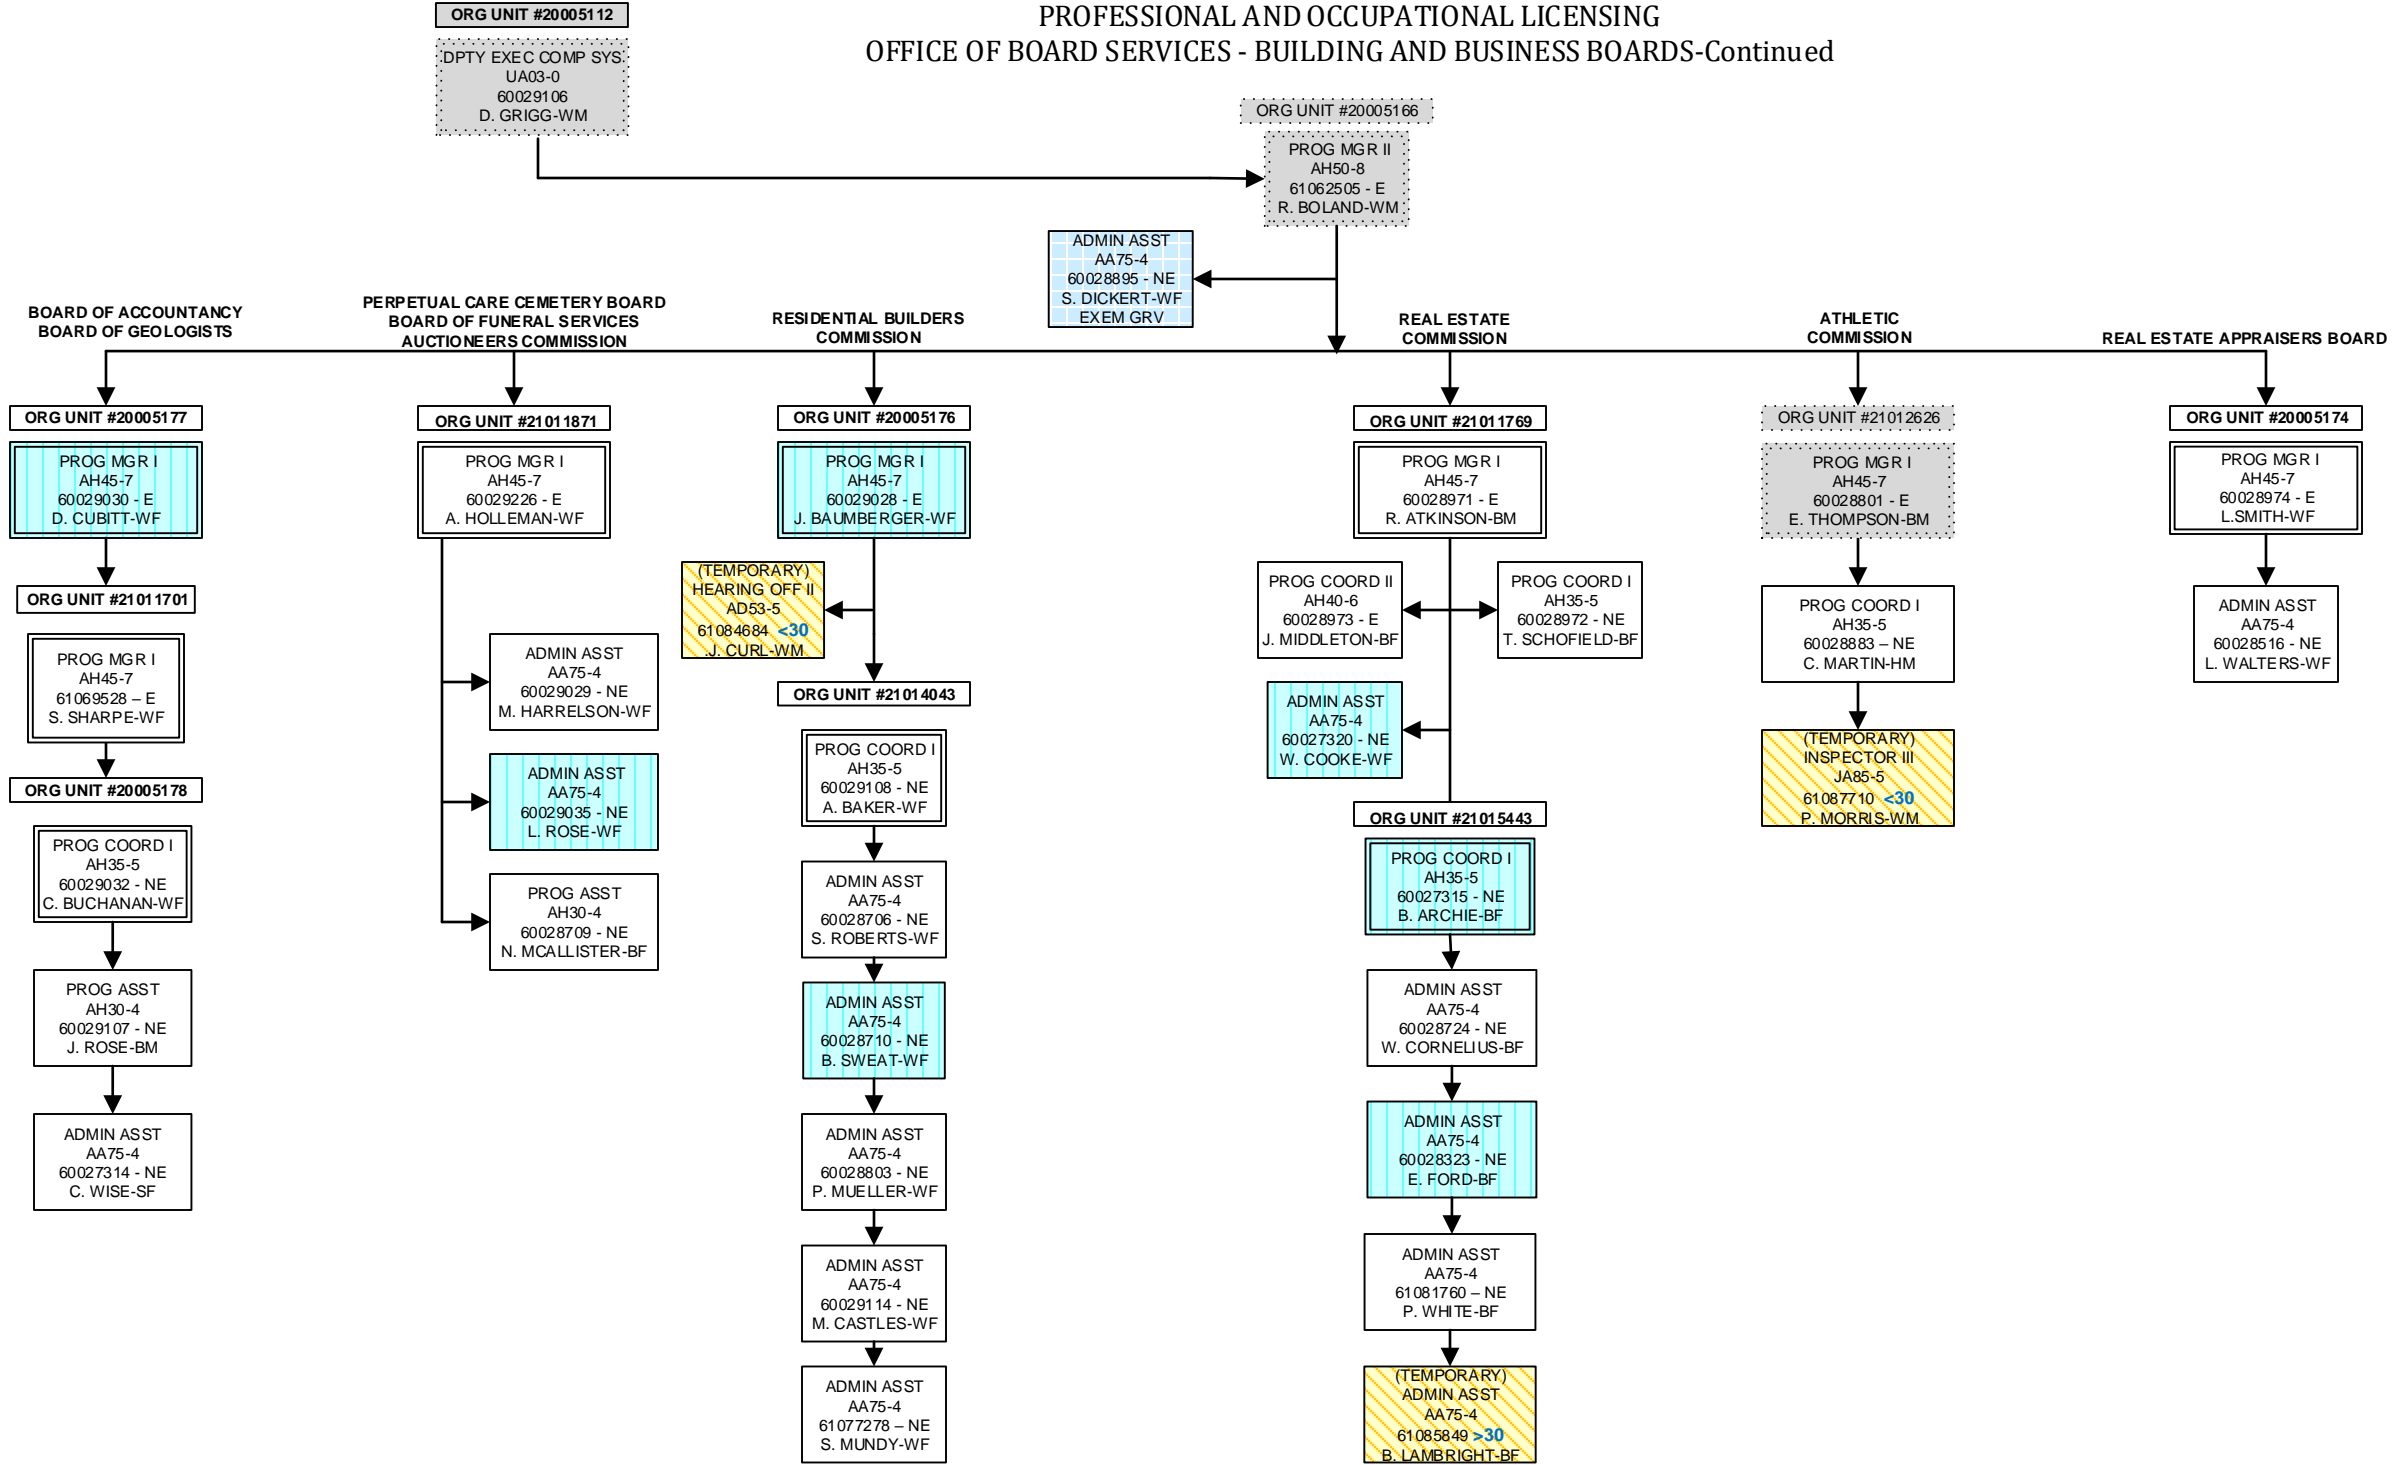 ORG UNIT #20005112
PROFESSIONAL AND OCCUPATIONAL LICENSING
OFFICE OF BOARD SERVICES - BUILDING AND BUSINESS BOARDS-Continued
DPTY EXEC COMP SYS
UA03-0
60029106
D. GRIGG-WM
ORG UNIT #20005166
PROG MGR II
AH50-8
61062505 - E
R. BOLAND-WM
ADMIN ASST
AA75-4
60028895 - NE
S. DICKERT-WF
EXEM GRV
BOARD OF ACCOUNTANCY
BOARD OF GEOLOGISTS
ORG UNIT #20005177
PROG MGR I
AH45-7
60029030 - E
D. CUBITT-WF
ORG UNIT #21011701
PROG MGR I
AH45-7
61069528 – E
S. SHARPE-WF
ORG UNIT #20005178
PROG COORD I
AH35-5
60029032 - NE
C. BUCHANAN-WF
PROG ASST
AH30-4
60029107 - NE
J. ROSE-BM
ADMIN ASST
AA75-4
60027314 - NE
C. WISE-SF
PERPETUAL CARE CEMETERY BOARD
BOARD OF FUNERAL SERVICES
AUCTIONEERS COMMISSION
ORG UNIT #21011871
PROG MGR I
AH45-7
60029226 - E
A. HOLLEMAN-WF
ADMIN ASST
AA75-4
60029029 - NE
M. HARRELSON-WF
ADMIN ASST
AA75-4
60029035 - NE
L. ROSE-WF
PROG ASST
AH30-4
60028709 - NE
N. MCALLISTER-BF
RESIDENTIAL BUILDERS
COMMISSION
ORG UNIT #20005176
PROG MGR I
AH45-7
60029028 - E
J. BAUMBERGER-WF
(TEMPORARY)
HEARING OFF II
AD53-5
61084684 <30
.J. CURL-WM
ORG UNIT #21014043
PROG COORD I
AH35-5
60029108 - NE
A. BAKER-WF
ADMIN ASST
AA75-4
60028706 - NE
S. ROBERTS-WF
ADMIN ASST
AA75-4
60028710 - NE
B. SWEAT-WF
ADMIN ASST
AA75-4
60028803 - NE
P. MUELLER-WF
ADMIN ASST
AA75-4
60029114 - NE
M. CASTLES-WF
ADMIN ASST
AA75-4
61077278 – NE
S. MUNDY-WF
REAL ESTATE
COMMISSION
ORG UNIT #21011769
PROG MGR I
AH45-7
60028971 - E
R. ATKINSON-BM
PROG COORD II
AH40-6
60028973 - E
J. MIDDLETON-BF
PROG COORD I
AH35-5
60028972 - NE
T. SCHOFIELD-BF
ADMIN ASST
AA75-4
60027320 - NE
W. COOKE-WF
ORG UNIT #21015443
PROG COORD I
AH35-5
60027315 - NE
B. ARCHIE-BF
ADMIN ASST
AA75-4
60028724 - NE
W. CORNELIUS-BF
ADMIN ASST
AA75-4
60028323 - NE
E. FORD-BF
ADMIN ASST
AA75-4
61081760 – NE
P. WHITE-BF
(TEMPORARY)
ADMIN ASST
AA75-4
61085849 >30
B. LAMBRIGHT-BF
ATHLETIC
COMMISSION
ORG UNIT #21012626
PROG MGR I
AH45-7
60028801 - E
E. THOMPSON-BM
PROG COORD I
AH35-5
60028883 – NE
C. MARTIN-HM
(TEMPORARY)
INSPECTOR III
JA85-5
61087710 <30
P. MORRIS-WM
REAL ESTATE APPRAISERS BOARD
ORG UNIT #20005174
PROG MGR I
AH45-7
60028974 - E
L.SMITH-WF
ADMIN ASST
AA75-4
60028516 - NE
L. WALTERS-WF